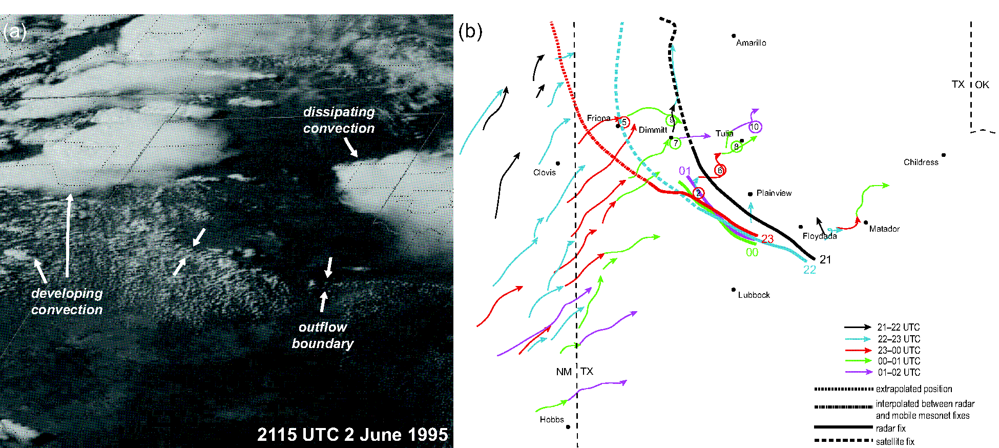 (a)
dissipating
convection
developing
convection
outflow
boundary
2115 UTC 2 June 1995
(b)
Amarillo
TX OK
Friona
5
9
Dimmitt
7
Tulia
10
8
Childress
Clovis
01
6
2
Plainview
23
00
Floydada
Matador
21
22
Lubbock
NM TX
Hobbs
21–22 UTC
22–23 UTC
23–00 UTC
00–01 UTC
01–02 UTC
extrapolated position
interpolated between radar
and mobile mesonet fixes
radar fix
satellite fix